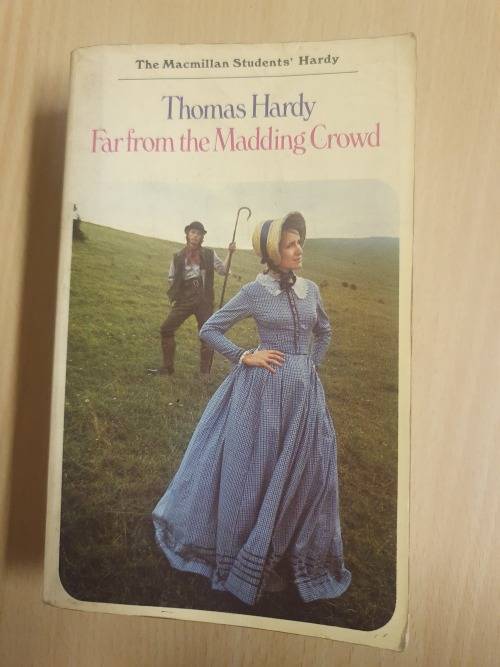 The Macmillan Students' Hardy
Thomas Hardy
Far from the Madding Crowd